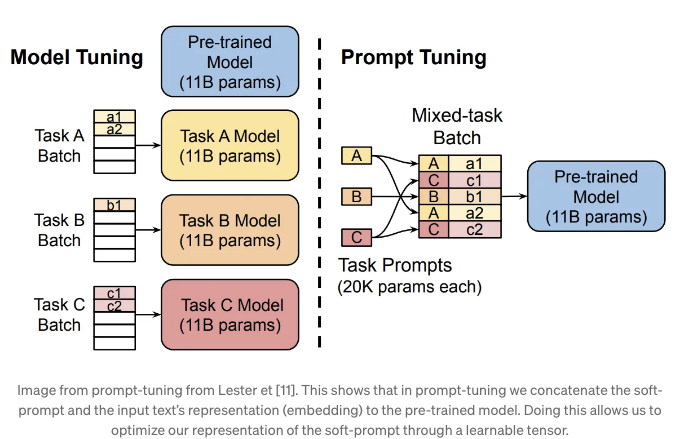 Model Tuning
Pre-trained
Model
(11B params)
Task A
Batch
a1
a2
Task A Model
(11B params)
Task B
Batch
b1
Task B Model
(11B params)
Task C
Batch
c1
c2
Task C Model
(11B params)
Prompt Tuning
Mixed-task
Batch
A
B
C
A a1
C c1
B b1
A a2
C c2
Task Prompts
(20K params each)
Pre-trained
Model
(11B params)
Image from prompt-tuning from Lester et [11]. This shows that in prompt-tuning we concatenate the soft-
prompt and the input text's representation (embedding) to the pre-trained model. Doing this allows us to
optimize our representation of the soft-prompt through a learnable tensor.